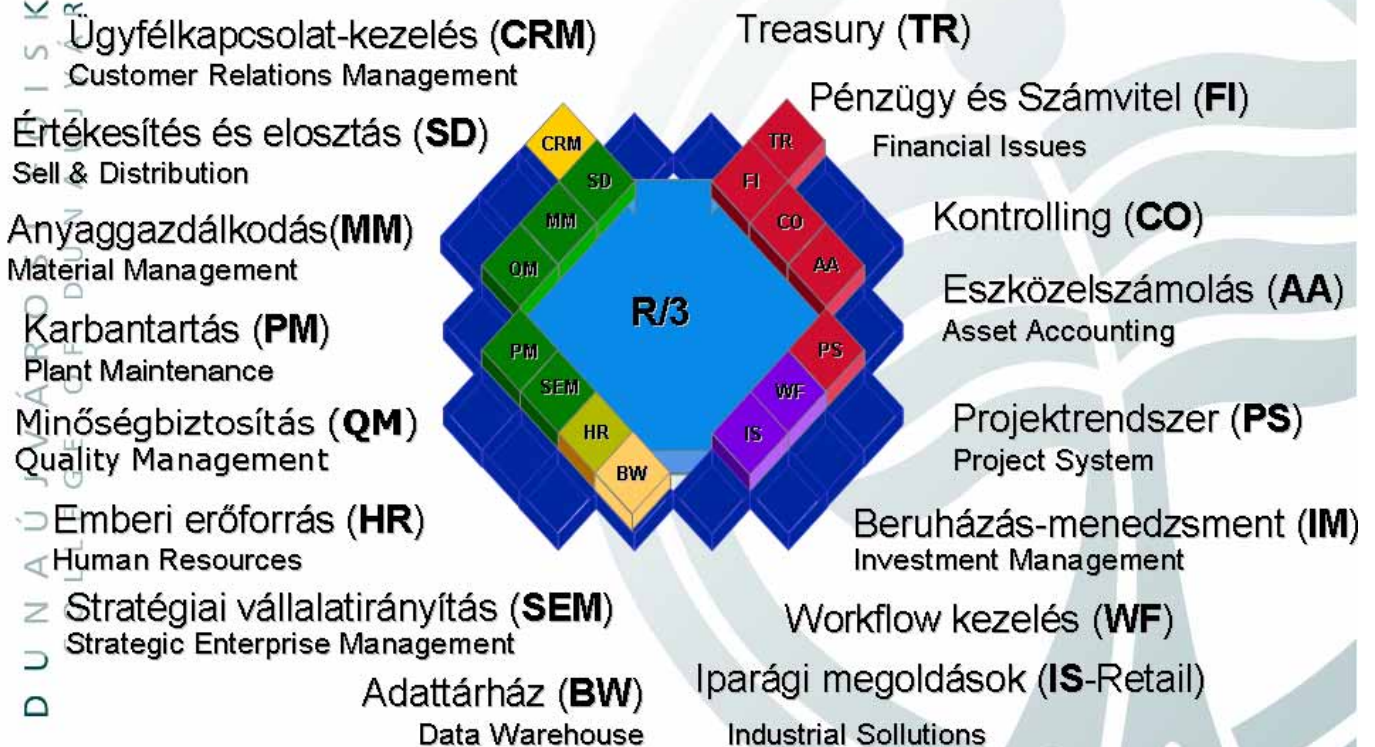 Ügyfélkapcsolat-kezelés (CRM)
Customer Relations Management
Értékesítés és elosztás (SD)
Sell & Distribution
Anyaggazdálkodás(MM)
Material Management
Karbantartás (PM)
Plant Maintenance
Minőségbiztosítás (QM)
Quality Management
Emberi erőforrás (HR)
Human Resources
Stratégiai vállalatirányítás (SEM)
Strategic Enterprise Management
Adattárház (BW)
Data Warehouse
CRM
SD
MM
QM
PM
SEM
HR
BW
R/3
TR
FI
CO
AA
PS
WF
IS
Treasury (TR)
Pénzügy és Számvitel (FI)
Financial Issues
Kontrolling (CO)
Eszközelszámolás (AA)
Asset Accounting
Projektrendszer (PS)
Project System
Beruházás-menedzsment (IM)
Investment Management
Workflow kezelés (WF)
Iparági megoldások (IS-Retail)
Industrial Sollutions